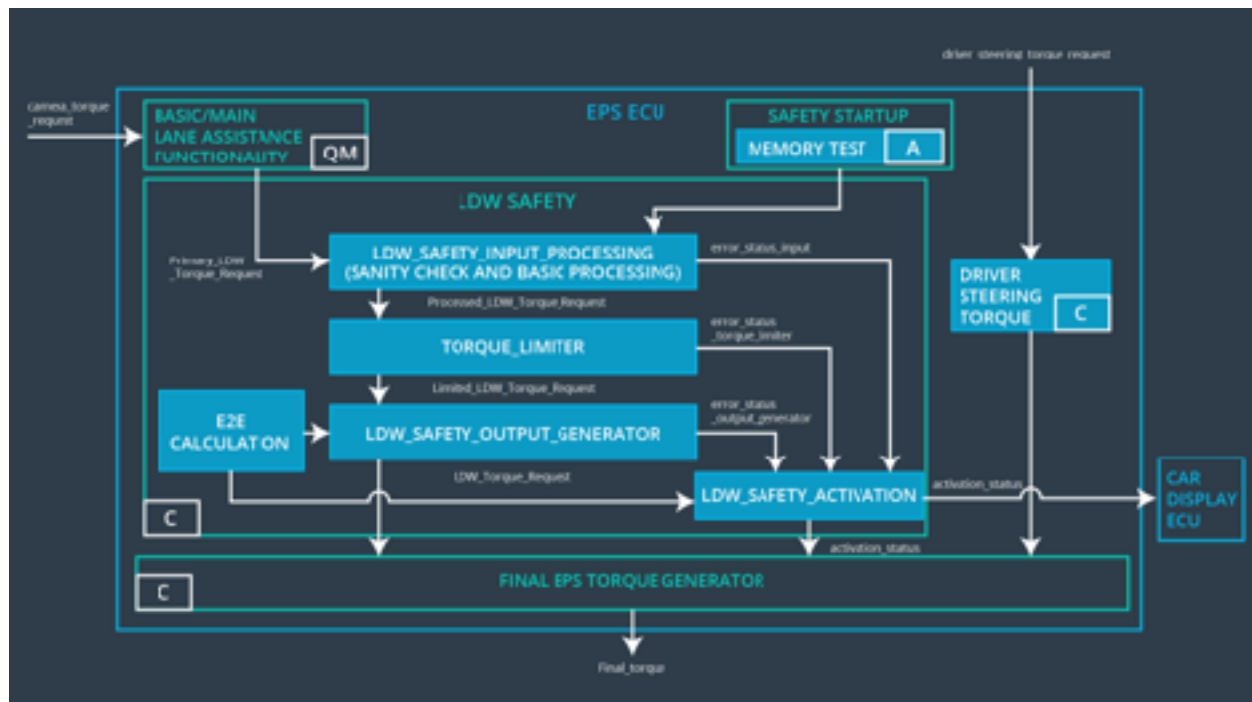 driver_steering_torque_request
camera_torque
_request
EPS ECU
BASIC/MAIN
LANE ASSISTANCE
FUNCTIONALITY
QM
SAFETY STARTUP
MEMORY TEST
A
LDW SAFETY
Primary_LDW
_Torque_Request
LDW_SAFETY_INPUT_PROCESSING
(SANITY CHECK AND BASIC PROCESSING)
error_status_input
Processed_LDW_Torque_Request
DRIVER
STEERING
TORQUE
C
TORQUE_LIMITER
error_status
_torque_limiter
Limited_LDW_Torque_Request
E2E
CALCULATION
LDW_SAFETY_OUTPUT_GENERATOR
error_status
_output_generator
LDW_Torque_Request
LDW_SAFETY_ACTIVATION
activation_status
CAR
DISPLAY
ECU
C
activation_status
C
FINAL EPS TORQUE GENERATOR
Final_torque